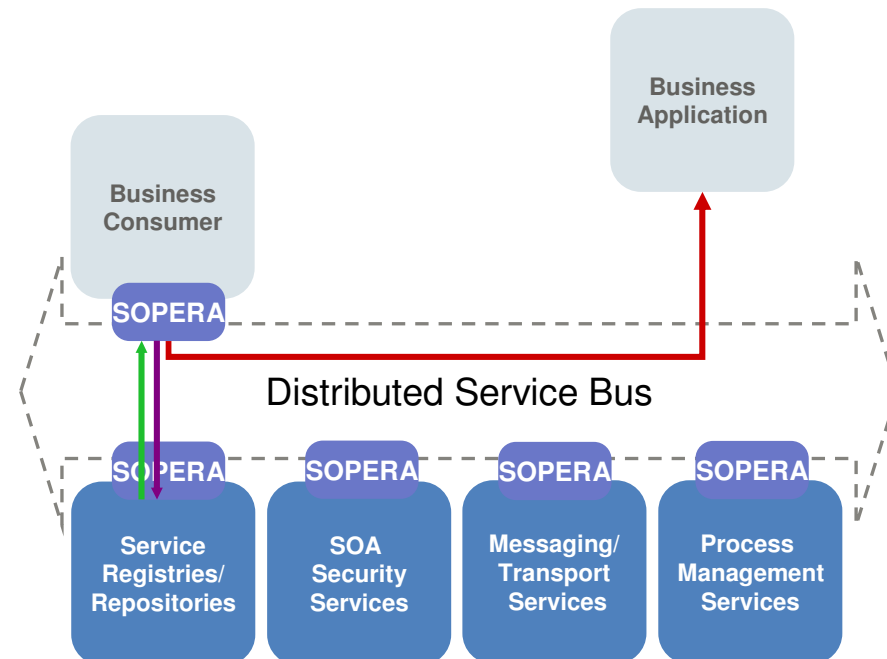 Business
Application
Business
Consumer
SOPERA
Distributed Service Bus
SOPERA
SOPERA
SOPERA
SOPERA
Service
Registries/
Repositories
SOA
Security
Services
Messaging/
Transport
Services
Process
Management
Services